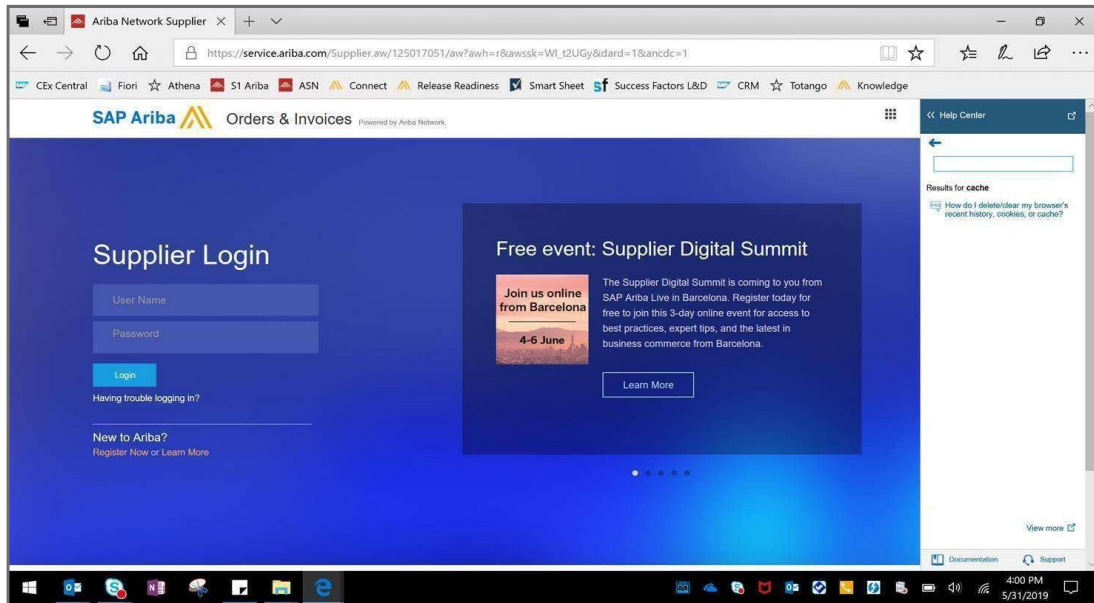 Ariba Network Supplier
https://service.ariba.com/Supplier.aw/125017051/aw?awh=r&awssk=WI_t2UGy&dard=1&ancdc=1
CEx Central Fiori Athena S1 Ariba ASN Connect Release Readiness Smart Sheet Sf Success Factors L&D CRM Totango Knowledge
SAP Ariba Orders & Invoices Powered by Ariba Network
<< Help Center
Results for cache
How do I delete/clear my browser's
recent history, cookies, or cache?
Supplier Login
User Name
Password
Login
Having trouble logging in?
New to Ariba?
Register Now or Learn More
Free event: Supplier Digital Summit
Join us online
from Barcelona
4-6 June
The Supplier Digital Summit is coming to you from
SAP Ariba Live in Barcelona. Register today for
free to join this 3-day online event for access to
best practices, expert tips, and the latest in
business commerce from Barcelona.
Learn More
View more
Documentation Support
4:00 PM
5/31/2019